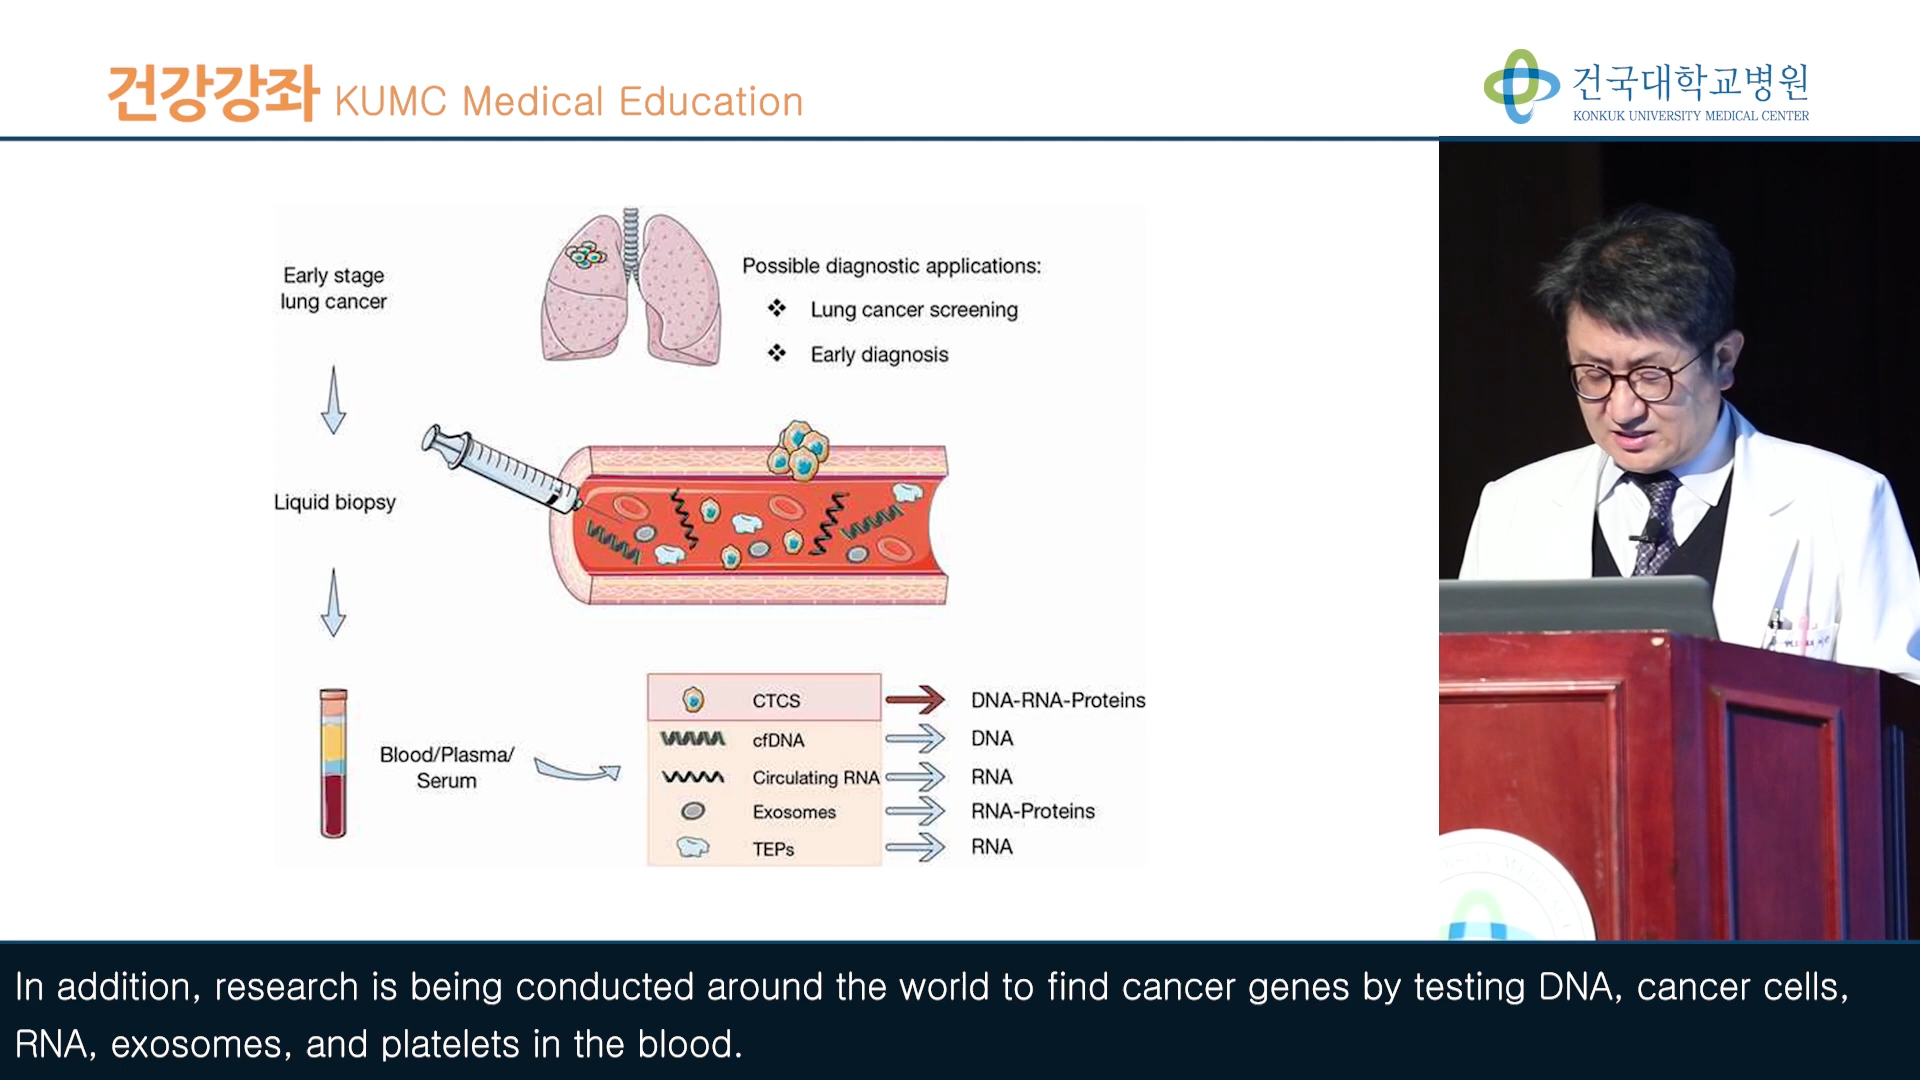 건강강좌 KUMC Medical Education
건국대학교병원
KONKUK UNIVERSITY MEDICAL CENTER
Early stage
lung cancer
Possible diagnostic applications:
❖ Lung cancer screening
❖ Early diagnosis
Liquid biopsy
Blood/Plasma/
Serum
CTCS DNA-RNA-Proteins
cfDNA DNA
Circulating RNA RNA
Exosomes RNA-Proteins
TEPs RNA
In addition, research is being conducted around the world to find cancer genes by testing DNA, cancer cells,
RNA, exosomes, and platelets in the blood.